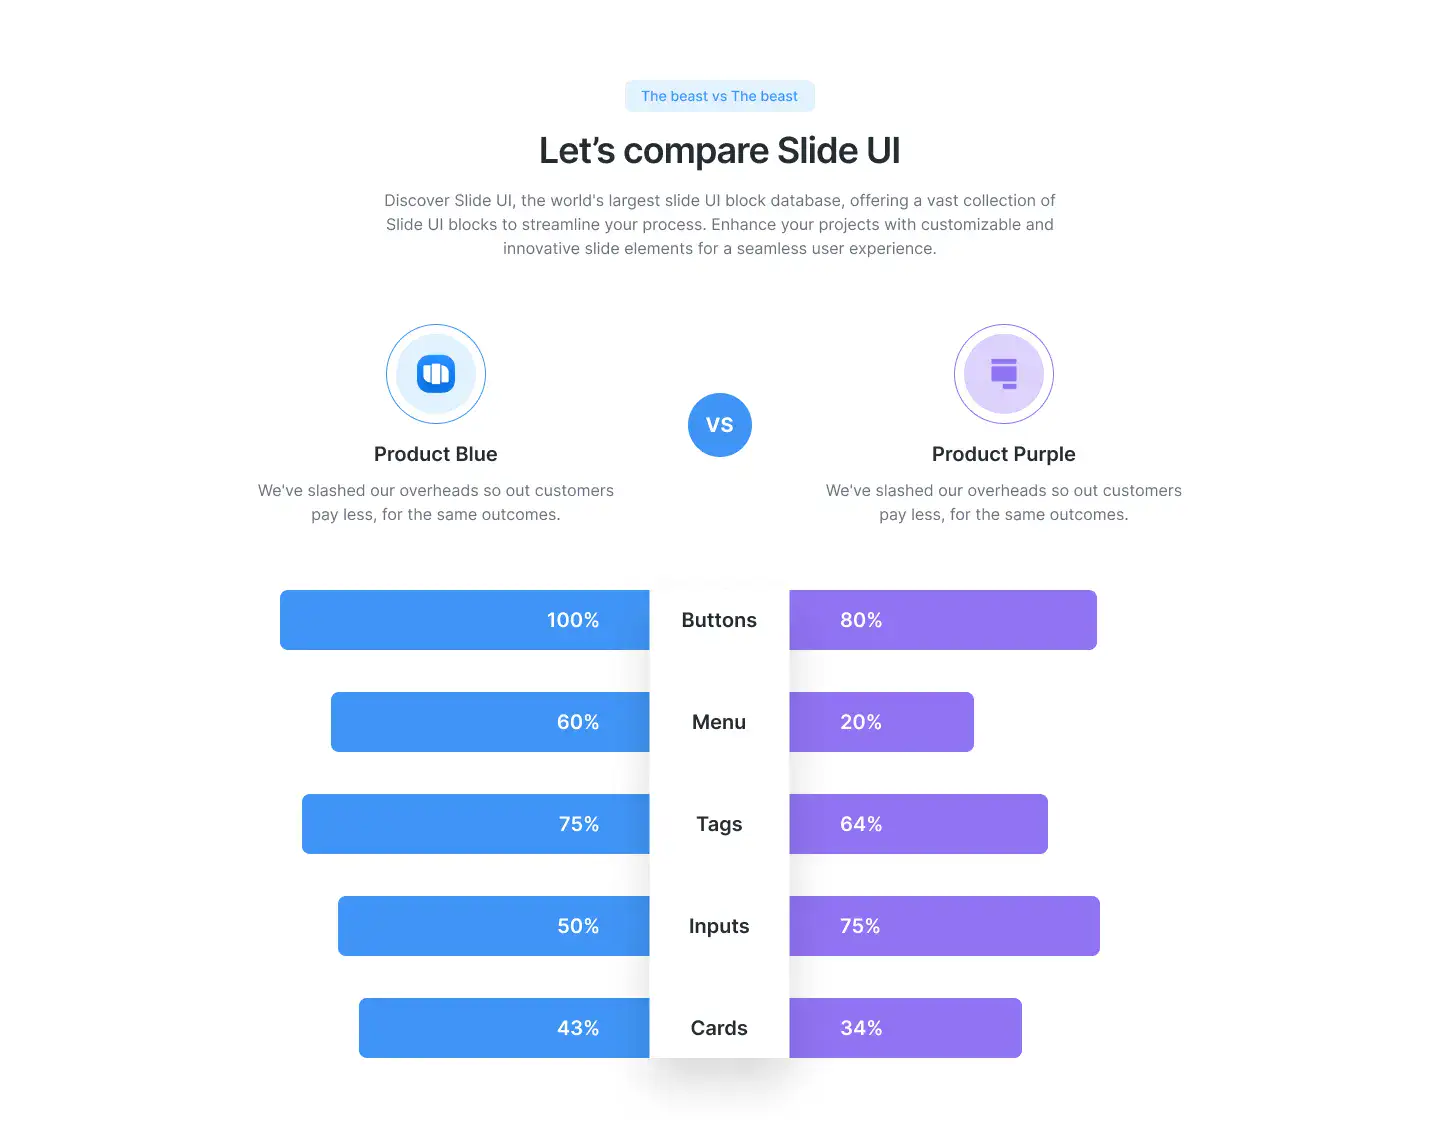 The beast vs The beast
Let’s compare Slide UI
Discover Slide UI, the world's largest slide UI block database, offering a vast collection of
Slide UI blocks to streamline your process. Enhance your projects with customizable and
innovative slide elements for a seamless user experience.
Product Blue
We've slashed our overheads so out customers
pay less, for the same outcomes.
VS
Product Purple
We've slashed our overheads so out customers
pay less, for the same outcomes.
100% Buttons 80%
60% Menu 20%
75% Tags 64%
50% Inputs 75%
43% Cards 34%